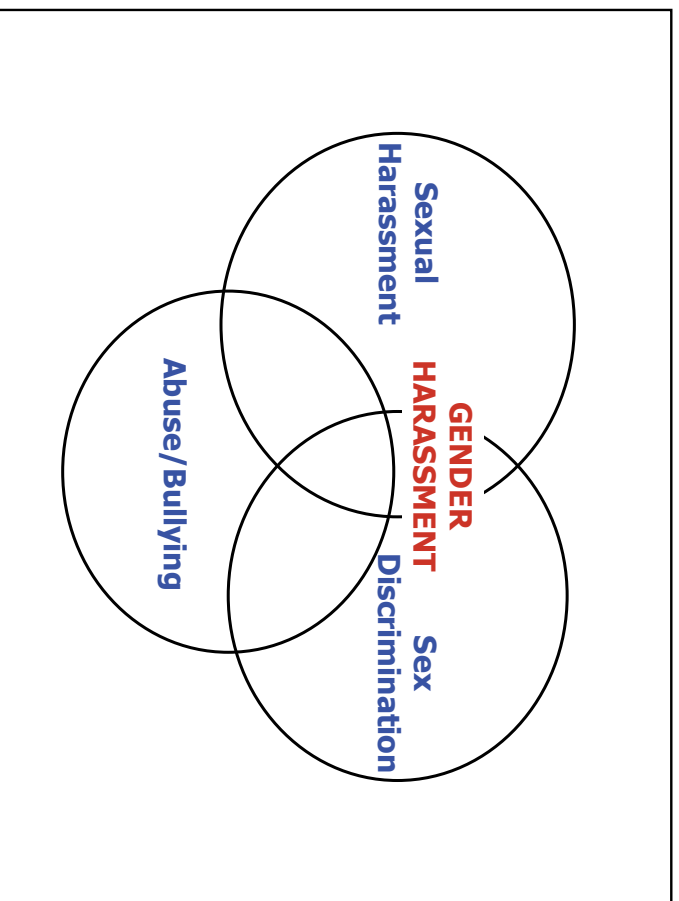 Sexual
Harassment
GENDER
HARASSMENT
Sex
Discrimination
Abuse/Bullying